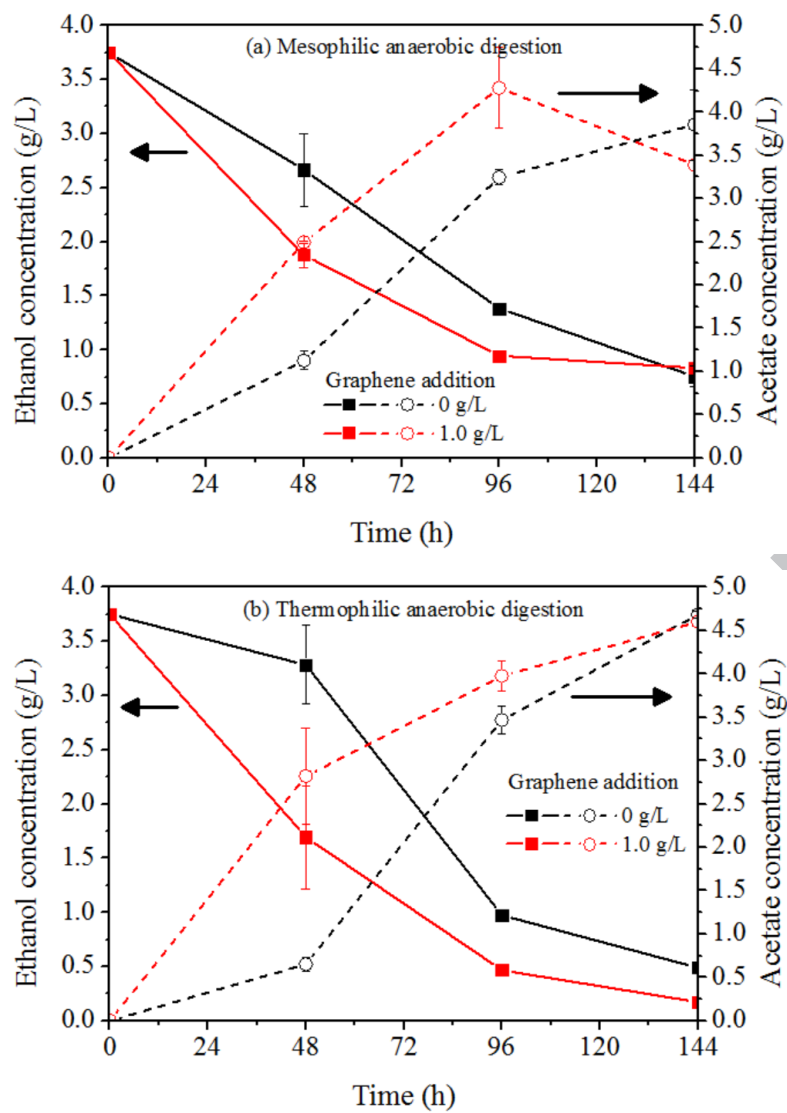 (a) Mesophilic anaerobic digestion
Ethanol concentration (g/L)
4.0
3.5
3.0
2.5
2.0
1.5
1.0
0.5
0.0
Acetate concentration (g/L)
5.0
4.5
4.0
3.5
3.0
2.5
2.0
1.5
1.0
0.5
0.0
Graphene addition
0 g/L
1.0 g/L
0 24 48 72 96 120 144
Time (h)
(b) Thermophilic anaerobic digestion
Ethanol concentration (g/L)
4.0
3.5
3.0
2.5
2.0
1.5
1.0
0.5
0.0
Acetate concentration (g/L)
5.0
4.5
4.0
3.5
3.0
2.5
2.0
1.5
1.0
0.5
0.0
Graphene addition
0 g/L
1.0 g/L
0 24 48 72 96 120 144
Time (h)